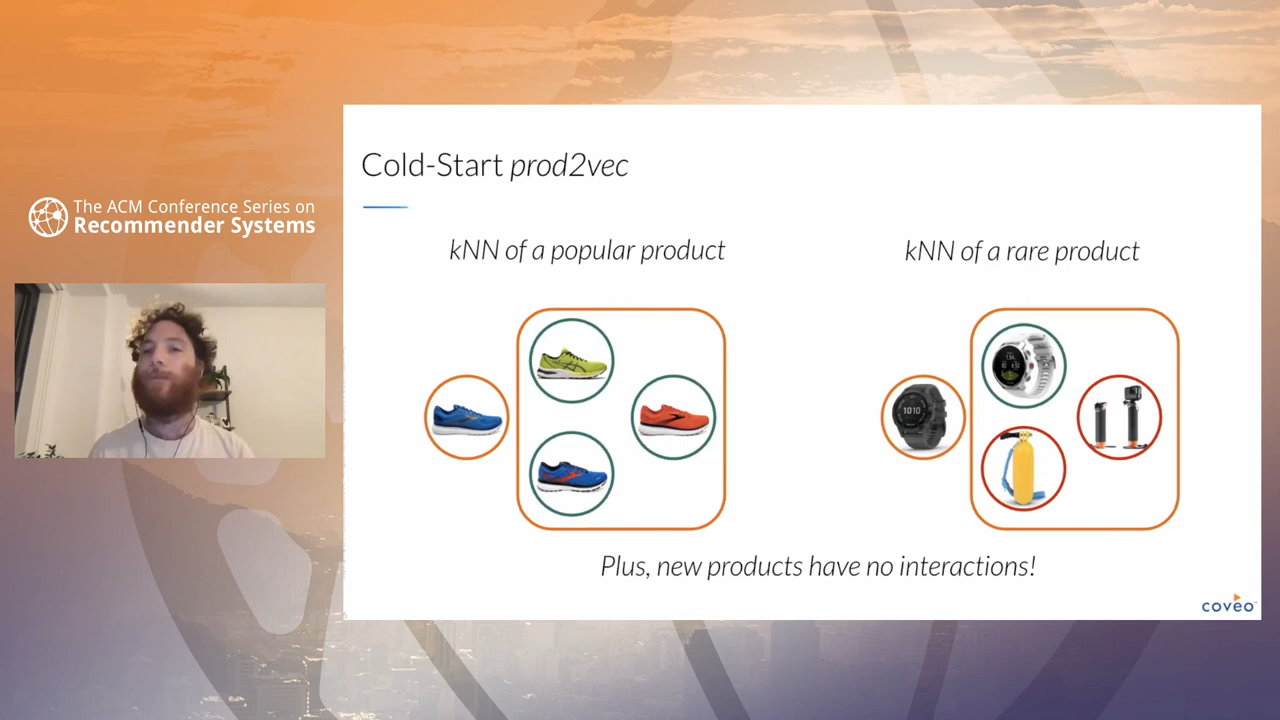 The ACM Conference Series on
Recommender Systems
Cold-Start prod2vec
kNN of a popular product
kNN of a rare product
Plus, new products have no interactions!
coveo